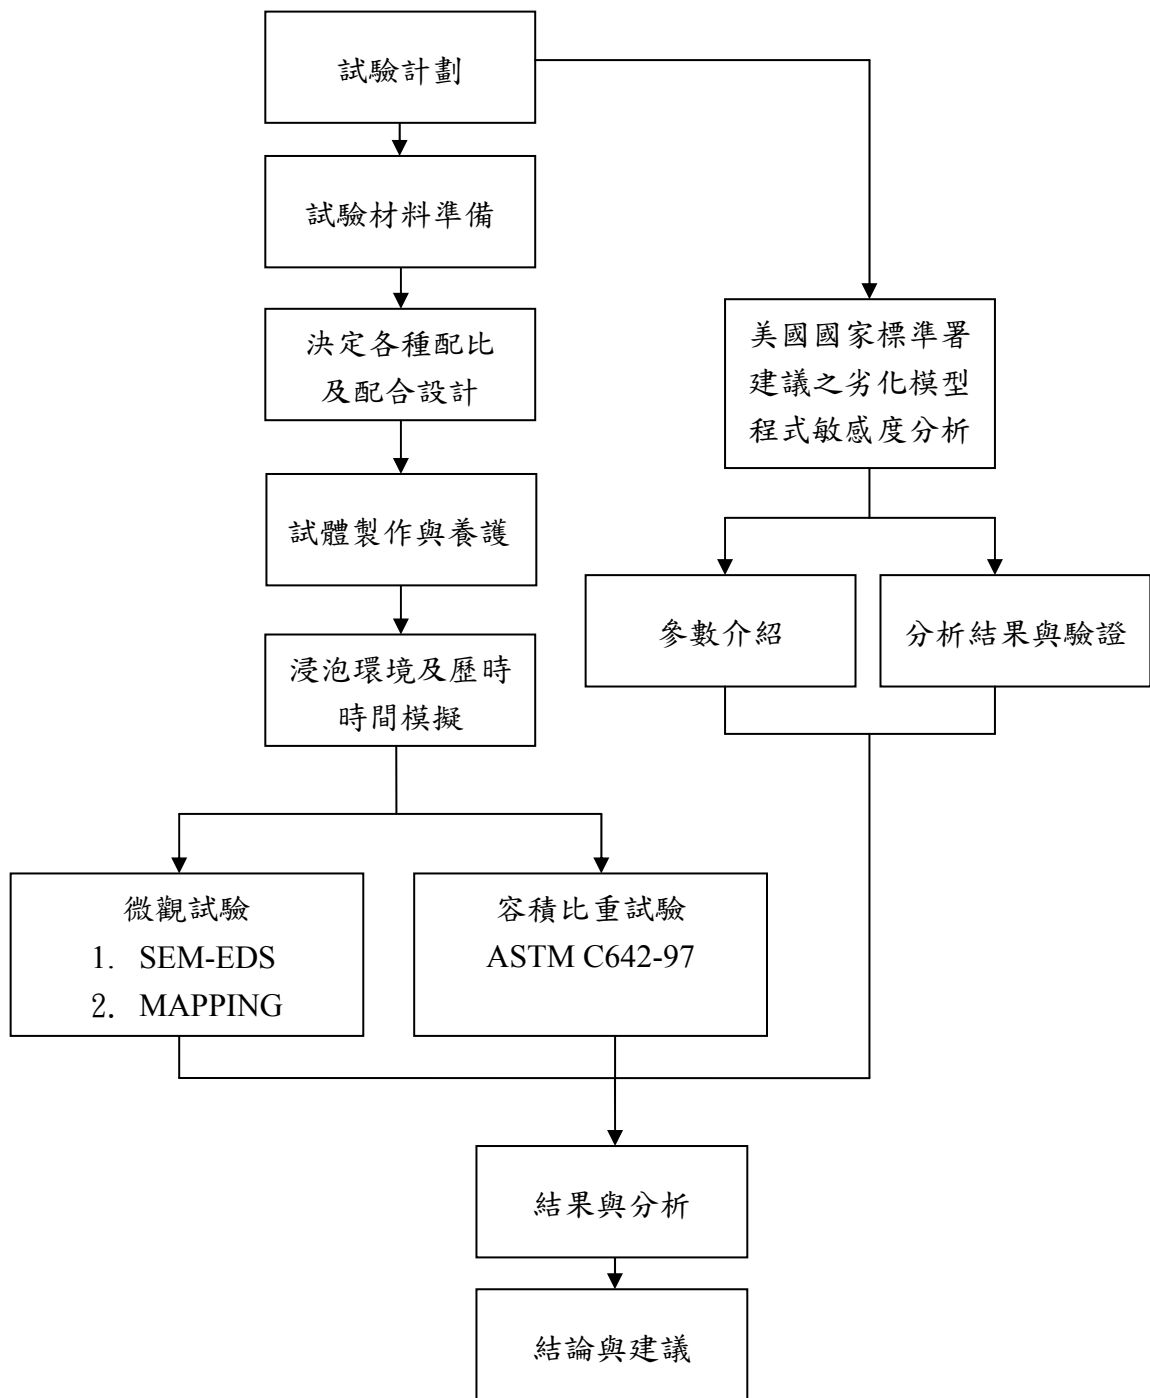 試驗計劃
試驗材料準備
決定各種配比
及配合設計
試體製作與養護
浸泡環境及歷時
時間模擬
美國國家標準署
建議之劣化模型
程式敏感度分析
參數介紹
分析結果與驗證
微觀試驗
1. SEM-EDS
2. MAPPING
容積比重試驗
ASTM C642-97
結果與分析
結論與建議